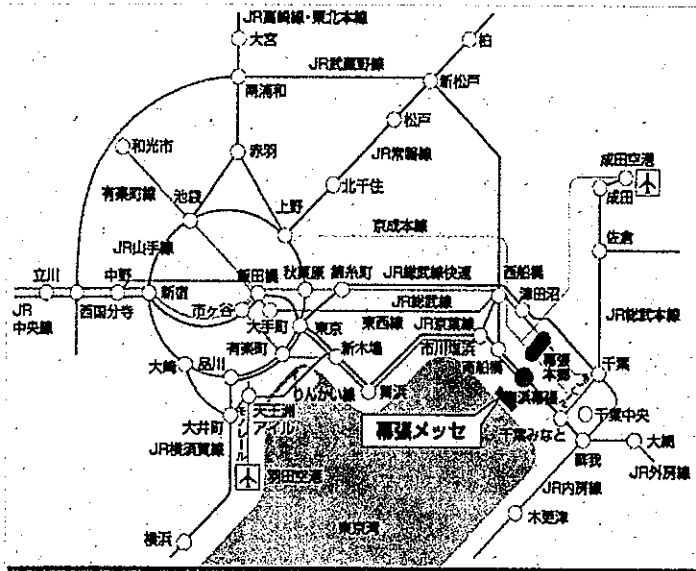 JR高崎線・東北本線
大宮
柏
JR武蔵野線
南浦和
新松戸
松戸
和光市
赤羽
JR常磐線
成田空港
有楽町線
池袋
北千住
成田
上野
京成本線
佐倉
JR山手線
立川
中野
飯田橋
秋葉原
錦糸町
JR総武線快速
西船橋
津田沼
西国分寺
新宿
市ヶ谷
JR総武線
JR総武本線
JR
中央線
大手町
東京
東西線
JR京葉線
有楽町
新木場
市川塩浜
幕張
本郷
千葉
大崎
品川
南船橋
りんかい線
舞浜
浜幕張
千葉中央
大井町
天王洲
アイル
幕張メッセ
千葉みなと
モノレール
JR横須賀線
蘇我
大網
羽田空港
JR外房線
JR内房線
東京湾
木更津
横浜